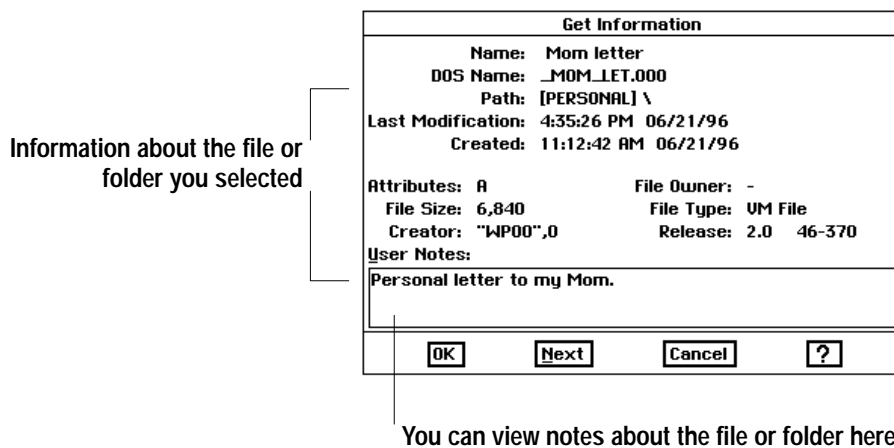 Get Information
Name: Mom letter
DOS Name: _MOM_LET.000
Path: [PERSONAL] \
Last Modification: 4:35:26 PM 06/21/96
Created: 11:12:42 AM 06/21/96
Information about the file or
folder you selected
Attributes: A File Owner: -
File Size: 6,840 File Type: VM File
Creator: "WP00",0 Release: 2.0 46-370
User Notes:
Personal letter to my Mom.
OK Next Cancel ?
You can view notes about the file or folder here